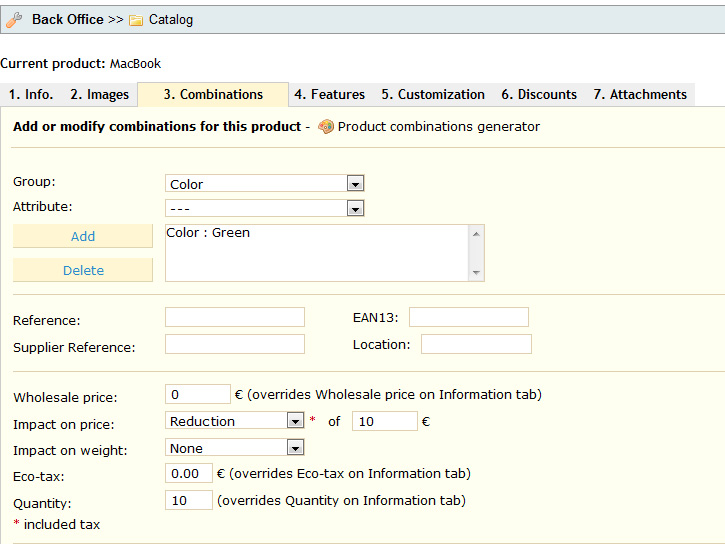 Back Office >> Catalog
Current product: MacBook
1. Info. 2. Images 3. Combinations 4. Features 5. Customization 6. Discounts 7. Attachments
Add or modify combinations for this product - Product combinations generator
Group: Color
Attribute: ---
Add Color : Green
Delete
Reference: EAN13:
Supplier Reference: Location:
Wholesale price: 0 € (overrides Wholesale price on Information tab)
Impact on price: Reduction * of 10 €
Impact on weight: None
Eco-tax: 0.00 € (overrides Eco-tax on Information tab)
Quantity: 10 (overrides Quantity on Information tab)
* included tax